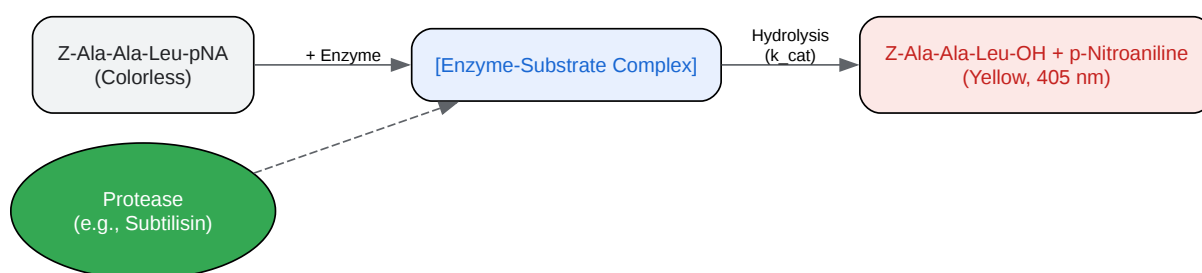 Z-Ala-Ala-Leu-pNA
(Colorless)
+ Enzyme
[Enzyme-Substrate Complex]
Hydrolysis
(k_cat)
Z-Ala-Ala-Leu-OH + p-Nitroaniline
(Yellow, 405 nm)
Protease
(e.g., Subtilisin)